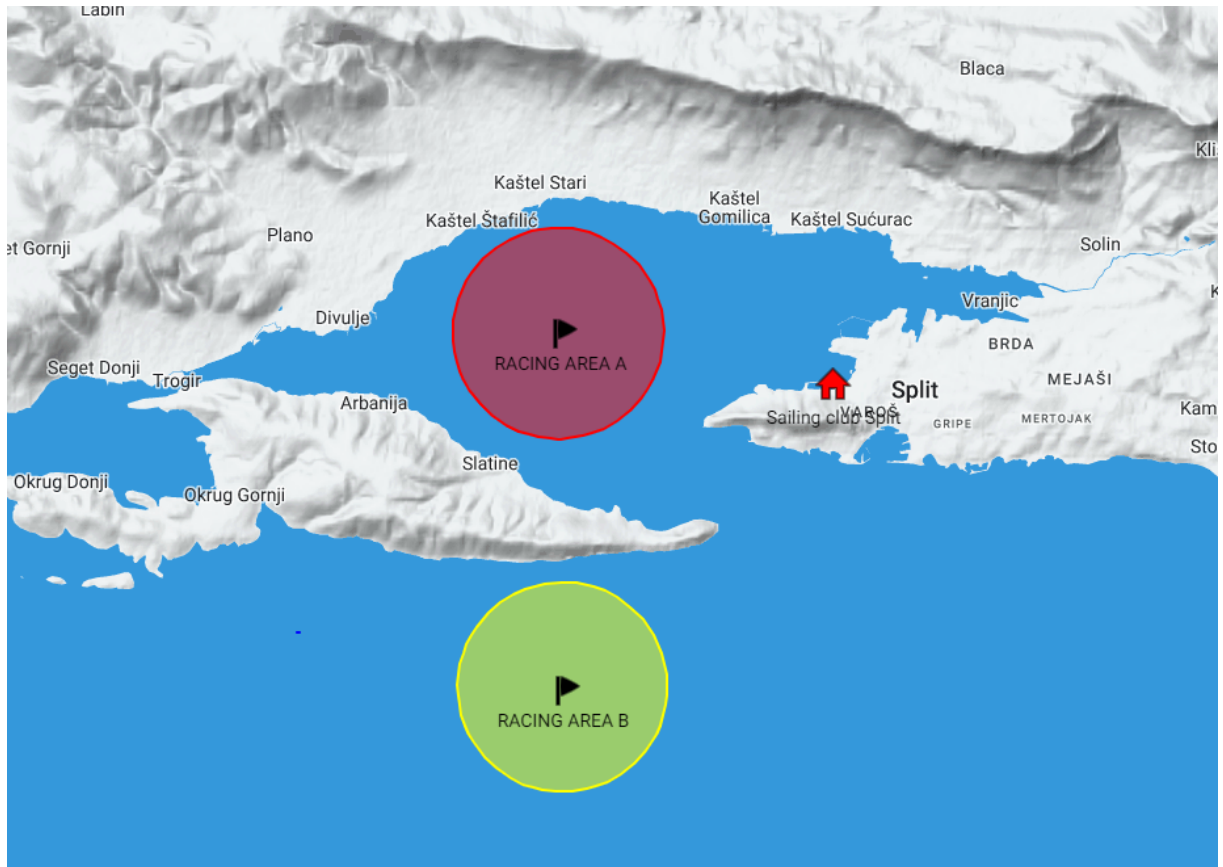 Labin
Blaca
Kaštel Stari
Kaštel
Gomilica
Kaštel Štafilić
Kaštel Sućurac
Plano
et Gornji
Solin
Divulje
Vranjic
BRDA
RACING AREA A
Seget Donji
Trogir
MEJAŠI
Split
Arbanija
VAROŠ
Sailing club Split
GRIPE
MERTOJAK
Kam
Sto
Slatine
Okrug Donji
Okrug Gornji
RACING AREA B